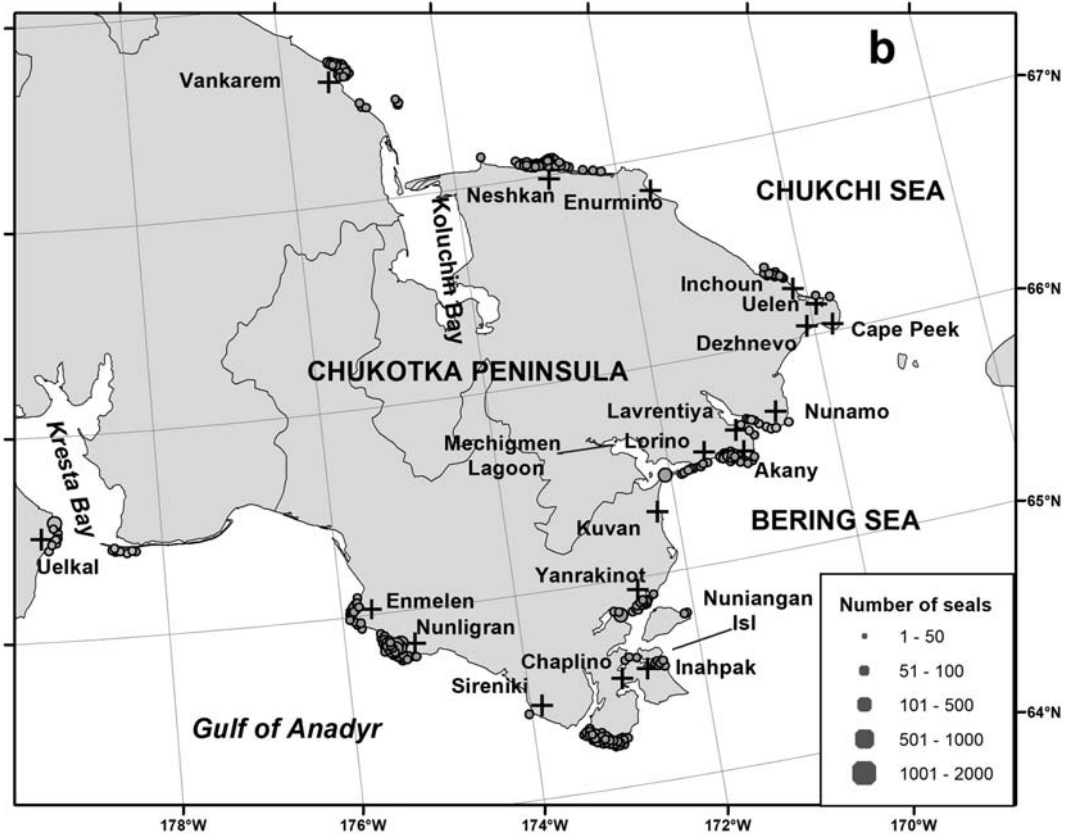 b
Vankarem
67°N
Neshkan
Enurmino
CHUKCHI SEA
Koluchin Bay
Inchoun
Uelen
66°N
Dezhnevo
Cape Peek
CHUKOTKA PENINSULA
Lavrentiya
Nunamo
Mechigmen
Lagoon
Lorino
Akany
Kresta Bay
65°N
Kuvan
BERING SEA
Uelkal
Yanrakinot
Nuniangan
Isl
Enmelen
Nunligran
Chaplino
Inahpak
Sireniki
Gulf of Anadyr
64°N
Number of seals
1 - 50
51 - 100
101 - 500
501 - 1000
1001 - 2000
178°W
176°W
174°W
172°W
170°W